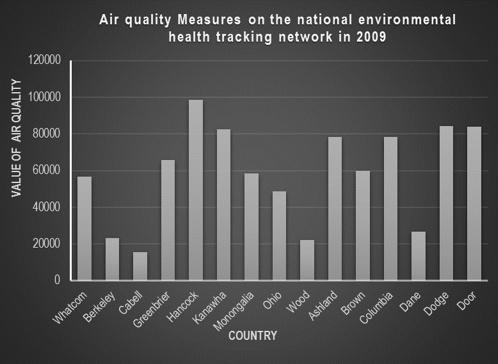 Air quality Measures on the national environmental
health tracking network in 2009
VALUE OF AIR QUALITY
120000
100000
80000
60000
40000
20000
0
Whatcom
Berkeley
Cabell
Greenbrier
Hancock
Kanawha
Monongalia
Ohio
Wood
Ashland
Brown
Columbia
Dane
Dodge
Door
COUNTRY